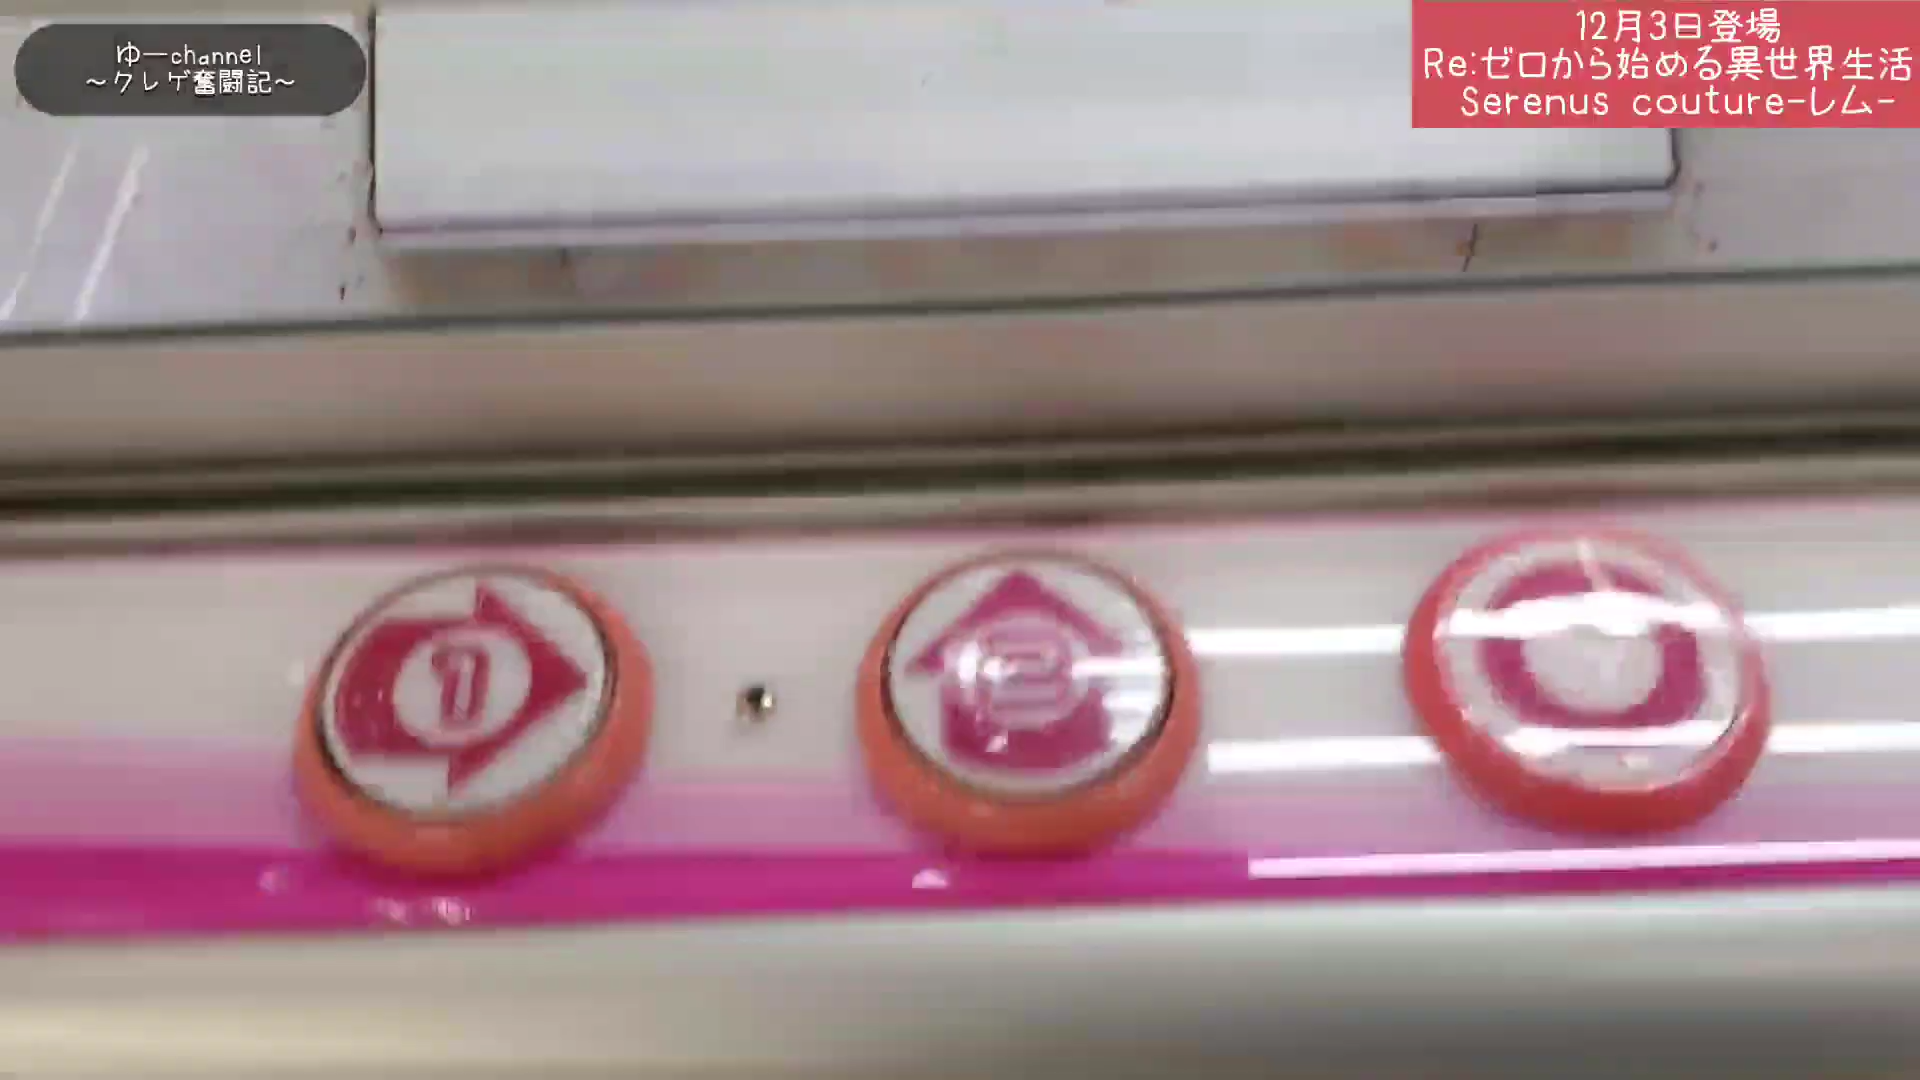 ゆーchannel
～クレゲ奮闘記～
12月3日登場
Re:ゼロから始める異世界生活
Serenus couture-レム-
1
2